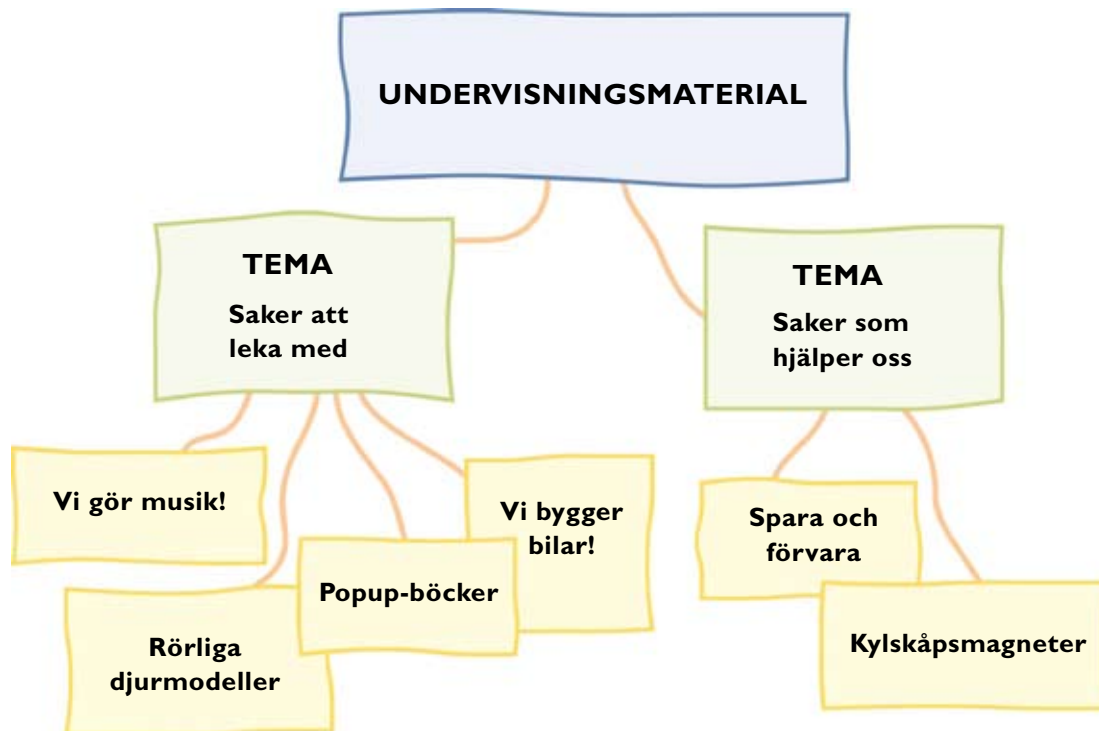 UNDERVISNINGSMATERIAL
TEMA
Saker att
leka med
TEMA
Saker som
hjälper oss
Vi gör musik!
Rörliga
djurmodeller
Popup-böcker
Vi bygger
bilar!
Spara och
förvara
Kylskåpsmagneter